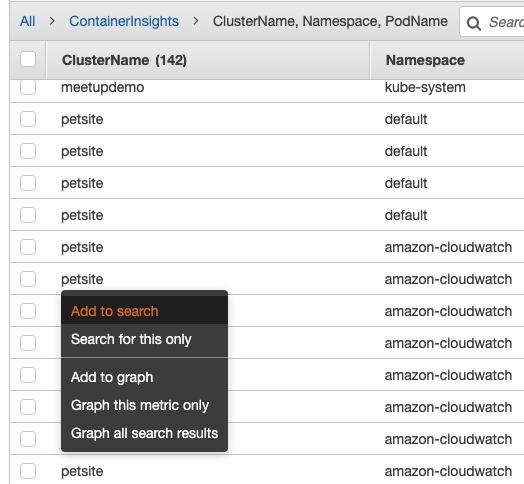 All > ContainerInsights > ClusterName, Namespace, PodName Searc
ClusterName (142) Namespace
meetupdemo kube-system
petsite default
petsite default
petsite default
petsite default
petsite amazon-cloudwatch
petsite amazon-cloudwatch
Add to search amazon-cloudwatch
Search for this only amazon-cloudwatch
Add to graph amazon-cloudwatch
Graph this metric only amazon-cloudwatch
Graph all search results amazon-cloudwatch
petsite amazon-cloudwatch